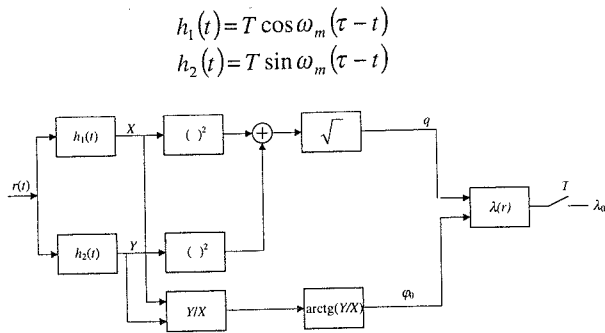 h₁(t) = T cos ωₘ(τ − t)
h₂(t) = T sin ωₘ(τ − t)
r(t)
h₁(t)
X
( )²
+
√
q
h₂(t)
Y
( )²
Y/X
arctg(Y/X)
φ₀
λ(r)
T
λ₀